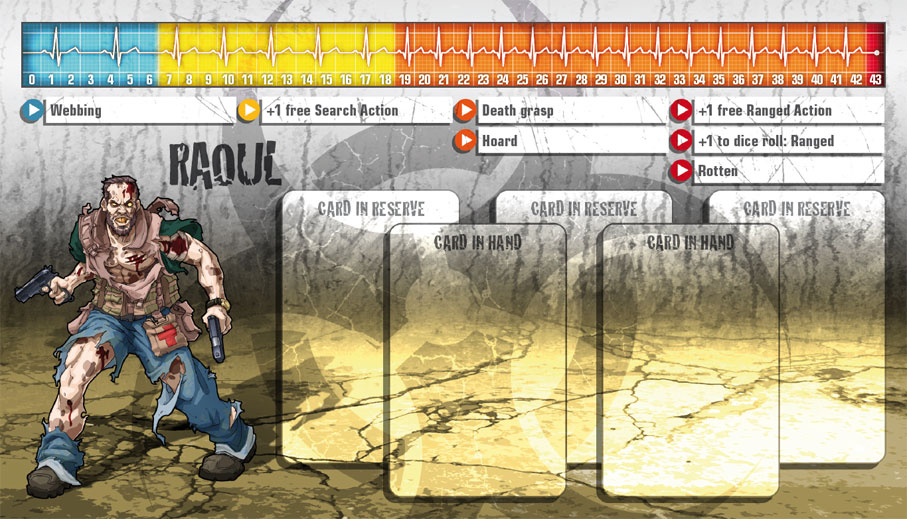 0 1 2 3 4 5 6 7 8 9 10 11 12 13 14 15 16 17 18 19 20 21 22 23 24 25 26 27 28 29 30 31 32 33 34 35 36 37 38 39 40 41 42 43
Webbing
+1 free Search Action
Death grasp
+1 free Ranged Action
Hoard
+1 to dice roll: Ranged
Rotten
RAOUL
CARD IN RESERVE
CARD IN RESERVE
CARD IN RESERVE
CARD IN HAND
CARD IN HAND